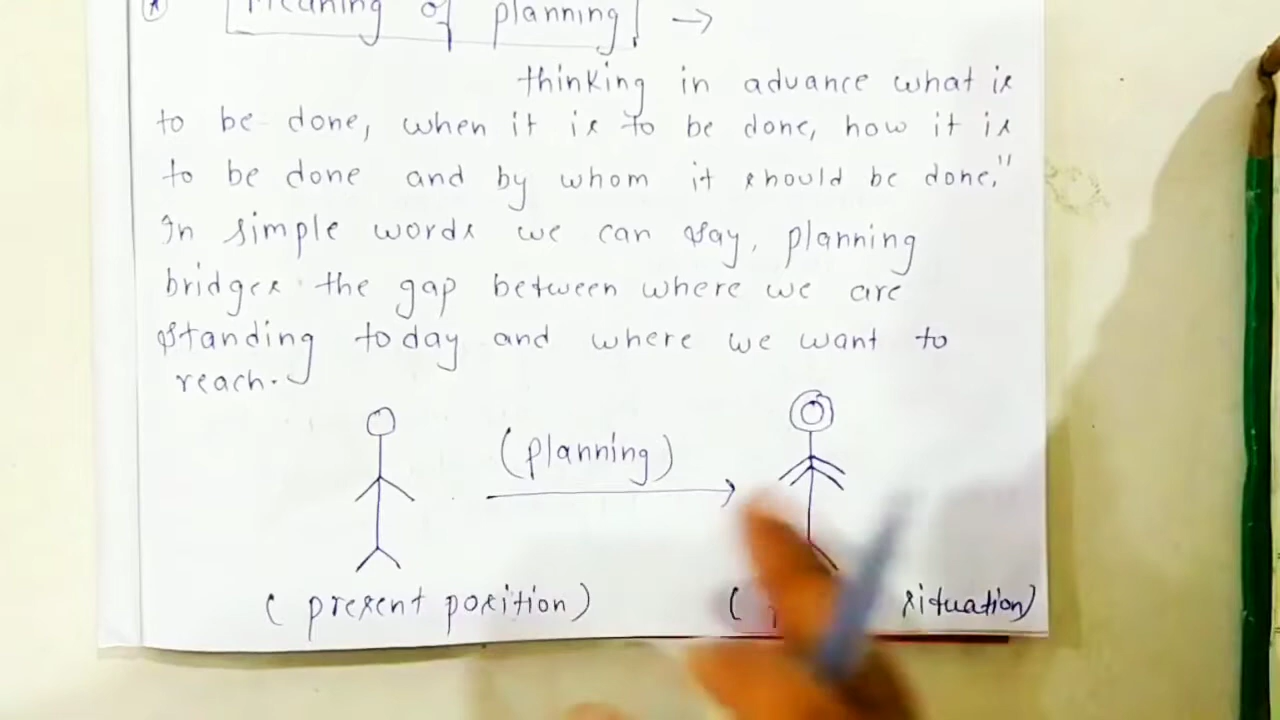 Meaning of planning →
thinking in advance what is
to be done, when it is to be done, how it is
to be done and by whom it should be done."
In simple words we can say, planning
bridges the gap between where we are
standing today and where we want to
reach.
(planning)
(present position) ( situation)